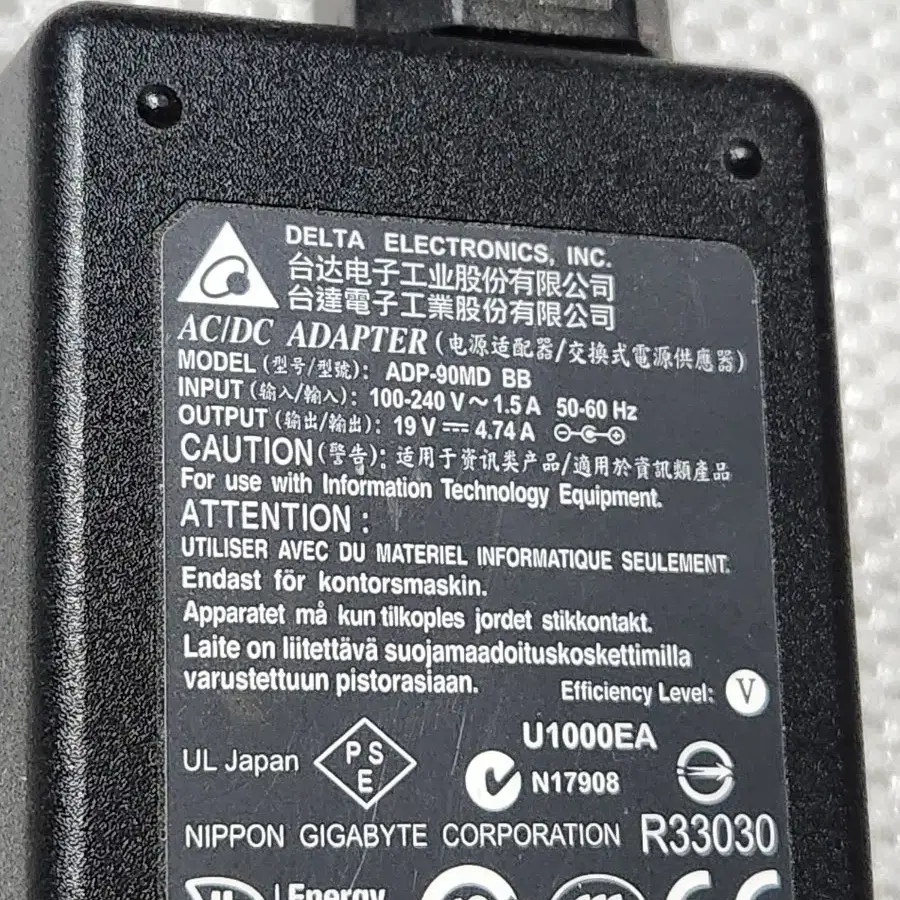 DELTA ELECTRONICS, INC.
台达电子工业股份有限公司
台達電子工業股份有限公司
AC/DC ADAPTER (电源适配器/交换式電源供應器)
MODEL (型号/型號): ADP-90MD BB
INPUT (输入/輸入): 100-240 V~1.5 A 50-60 Hz
OUTPUT (输出/輸出): 19 V ⎓ 4.74 A
CAUTION (警告): 适用于资讯类产品/適用於資訊類產品
For use with Information Technology Equipment.
ATTENTION :
UTILISER AVEC DU MATERIEL INFORMATIQUE SEULEMENT.
Endast för kontorsmaskin.
Apparatet må kun tilkoples jordet stikkontakt.
Laite on liitettävä suojamaadoituskoskettimilla
varustettuun pistorasiaan.
Efficiency Level: V
UL Japan
PS
E
U1000EA
N17908
NIPPON GIGABYTE CORPORATION R33030
Energy